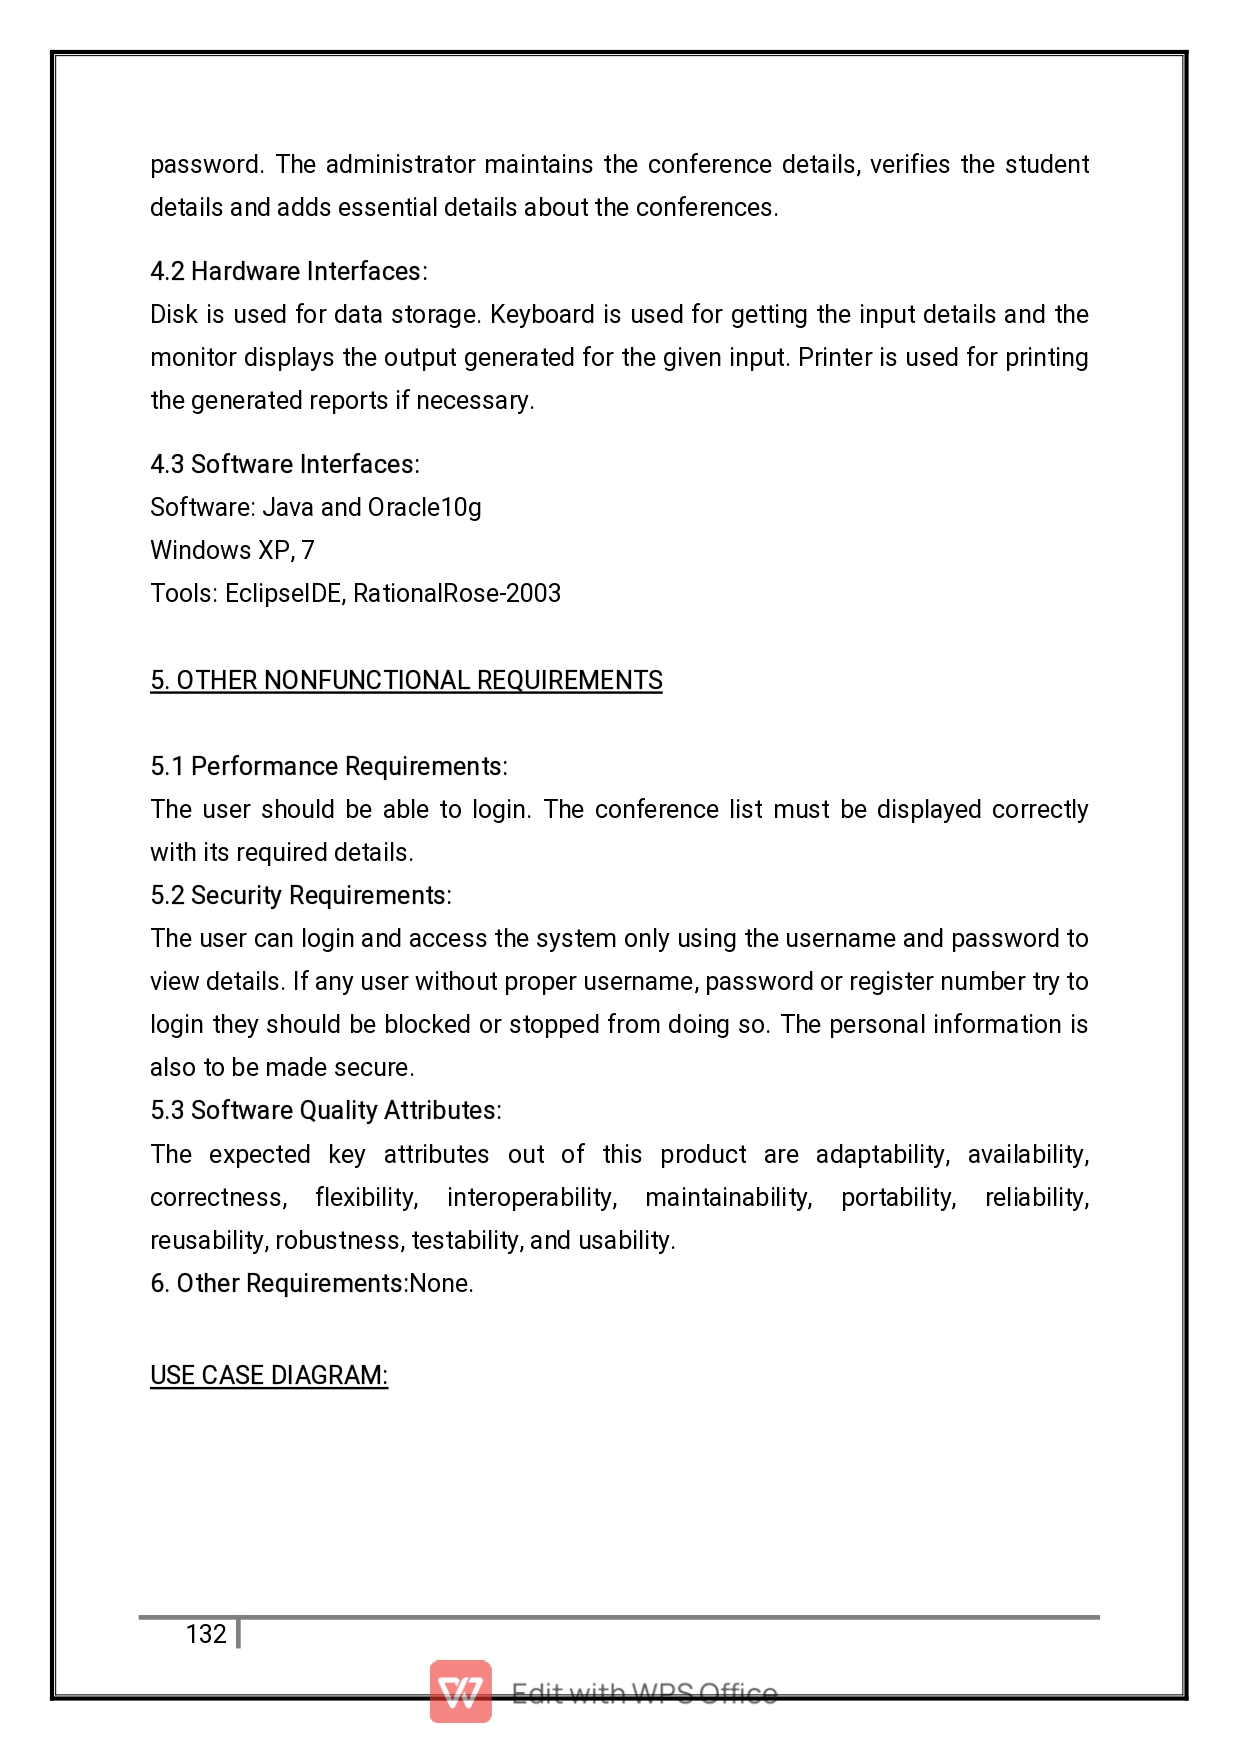 password. The administrator maintains the conference details, verifies the student
details and adds essential details about the conferences.
4.2 Hardware Interfaces:
Disk is used for data storage. Keyboard is used for getting the input details and the
monitor displays the output generated for the given input. Printer is used for printing
the generated reports if necessary.
4.3 Software Interfaces:
Software: Java and Oracle10g
Windows XP, 7
Tools: EclipseIDE, RationalRose-2003
5. OTHER NONFUNCTIONAL REQUIREMENTS
5.1 Performance Requirements:
The user should be able to login. The conference list must be displayed correctly
with its required details.
5.2 Security Requirements:
The user can login and access the system only using the username and password to
view details. If any user without proper username, password or register number try to
login they should be blocked or stopped from doing so. The personal information is
also to be made secure.
5.3 Software Quality Attributes:
The expected key attributes out of this product are adaptability, availability,
correctness, flexibility, interoperability, maintainability, portability, reliability,
reusability, robustness, testability, and usability.
6. Other Requirements:None.
USE CASE DIAGRAM:
132
Edit with WPS Office